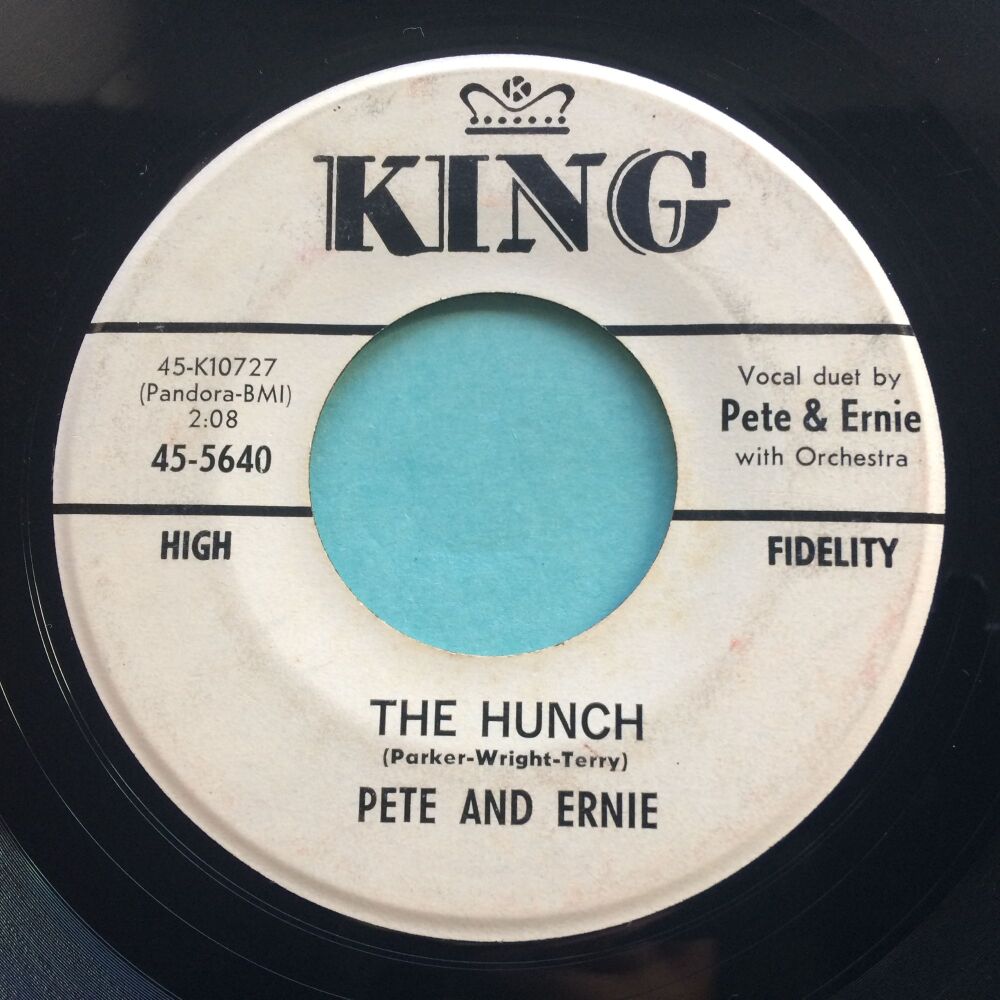 K
KING
45-K10727
(Pandora-BMI)
2:08
45-5640
Vocal duet by
Pete & Ernie
with Orchestra
HIGH FIDELITY
THE HUNCH
(Parker-Wright-Terry)
PETE AND ERNIE